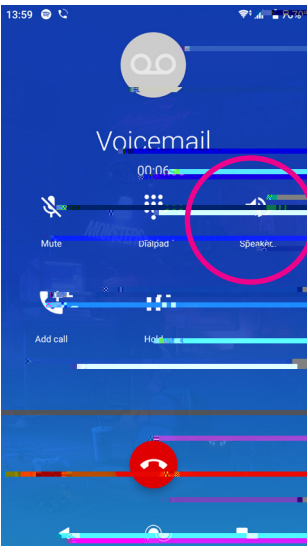 13:59
Voicemail
00:06
Mute
Dialpad
Speaker
Add call
Hold